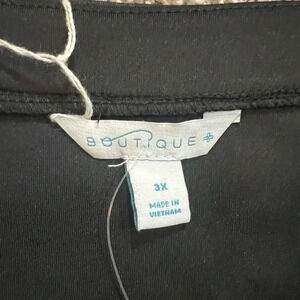 BOUTIQUE +
3X
MADE IN
VIETNAM